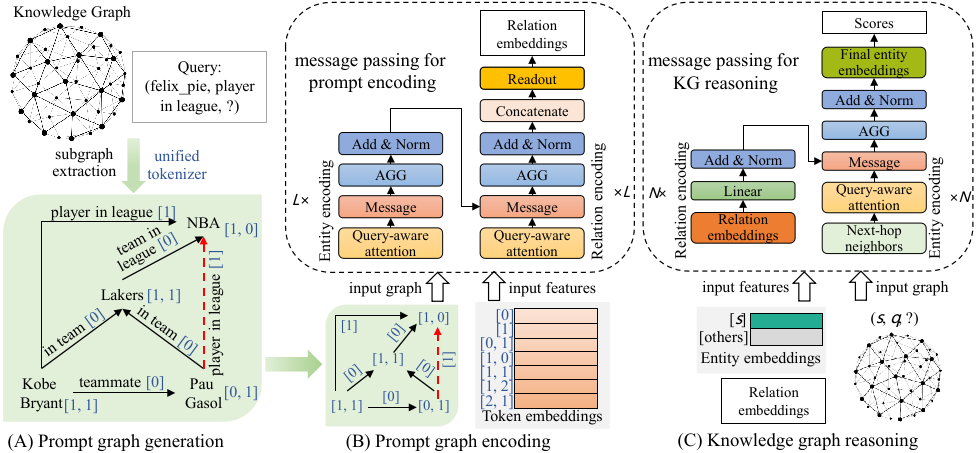 Knowledge Graph
Query:
(felix_pie, player
in league, ?)
subgraph
extraction
unified
tokenizer
player in league [1]
NBA
[1, 0]
team in
league [0]
player in league [1]
Lakers [1, 1]
in team [0]
in team [0]
Kobe
Bryant [1, 1]
teammate [0]
Pau
Gasol
[0, 1]
(A) Prompt graph generation
message passing for
prompt encoding
Relation
embeddings
Readout
Concatenate
Add & Norm
Add & Norm
AGG
AGG
Message
Message
Query-aware
attention
Query-aware
attention
Entity encoding
L×
Relation encoding
×L
input graph
input features
[1]
[1, 0]
[0]
[1]
[1, 1]
[0]
[0]
[1, 1]
[0]
[0, 1]
[0]
[1]
[0, 1]
[1, 0]
[1, 1]
[1, 2]
[2, 1]
Token embeddings
(B) Prompt graph encoding
message passing for
KG reasoning
Scores
Final entity
embeddings
Add & Norm
AGG
Add & Norm
Message
Linear
Query-aware
attention
Relation
embeddings
Next-hop
neighbors
Relation encoding
N×
Entity encoding
×N
input features
input graph
[s]
[others]
Entity embeddings
(s, q, ?)
Relation
embeddings
(C) Knowledge graph reasoning